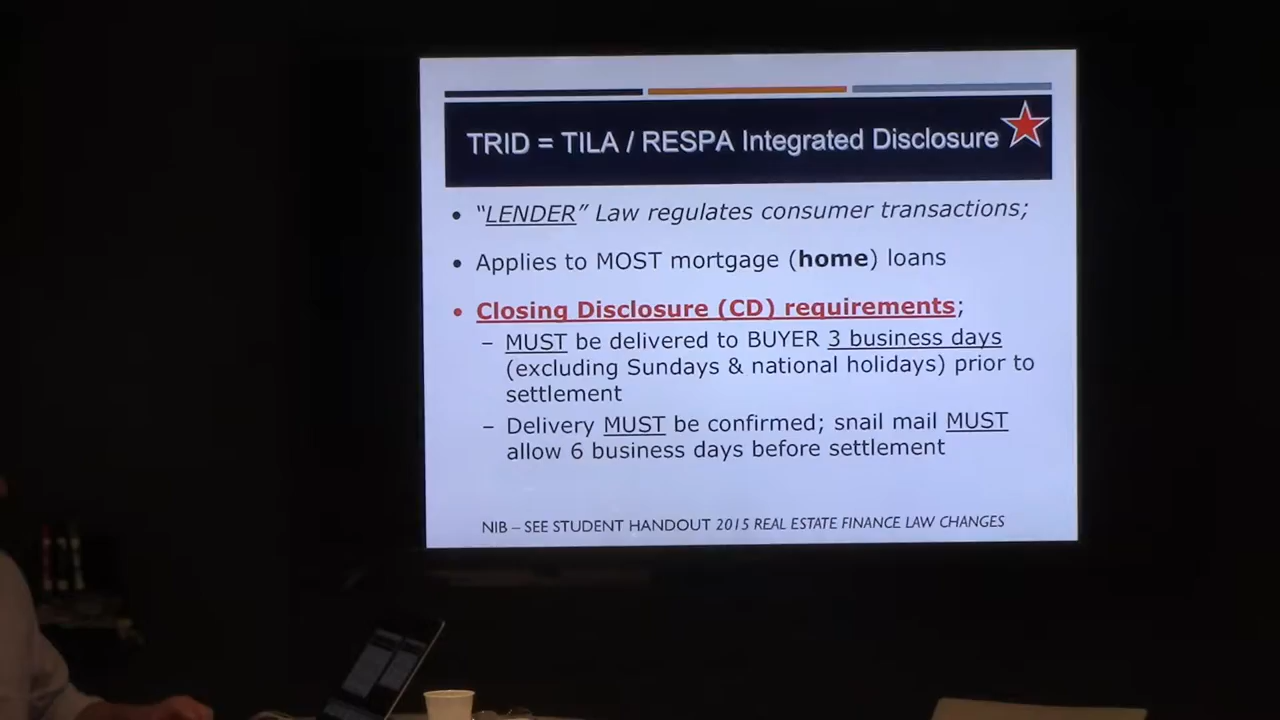 TRID = TILA / RESPA Integrated Disclosure
• “LENDER” Law regulates consumer transactions;
• Applies to MOST mortgage (home) loans
• Closing Disclosure (CD) requirements;
– MUST be delivered to BUYER 3 business days
(excluding Sundays & national holidays) prior to
settlement
– Delivery MUST be confirmed; snail mail MUST
allow 6 business days before settlement
NIB – SEE STUDENT HANDOUT 2015 REAL ESTATE FINANCE LAW CHANGES